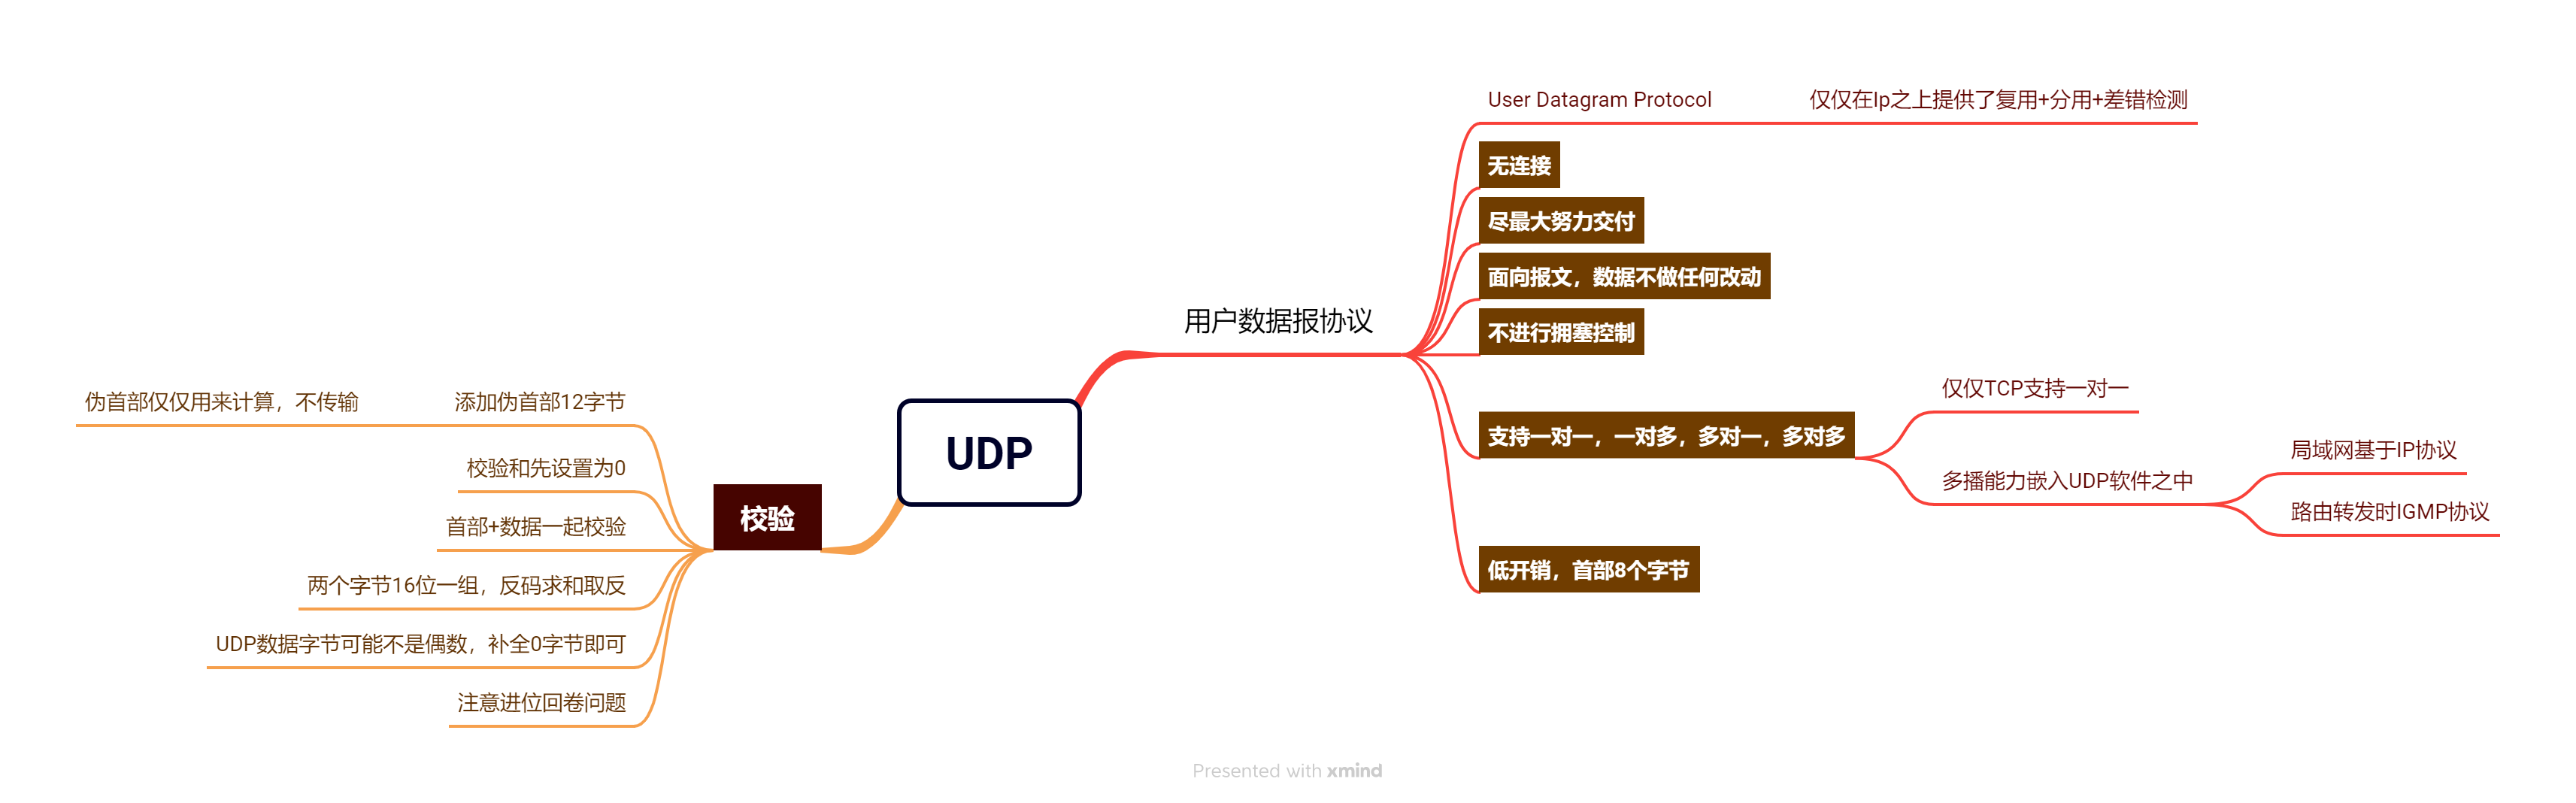 UDP
用户数据报协议
User Datagram Protocol
仅仅在Ip之上提供了复用+分用+差错检测
无连接
尽最大努力交付
面向报文，数据不做任何改动
不进行拥塞控制
支持一对一，一对多，多对一，多对多
仅仅TCP支持一对一
多播能力嵌入UDP软件之中
局域网基于IP协议
路由转发时IGMP协议
低开销，首部8个字节
校验
添加伪首部12字节
伪首部仅仅用来计算，不传输
校验和先设置为0
首部+数据一起校验
两个字节16位一组，反码求和取反
UDP数据字节可能不是偶数，补全0字节即可
注意进位回卷问题
Presented with xmind